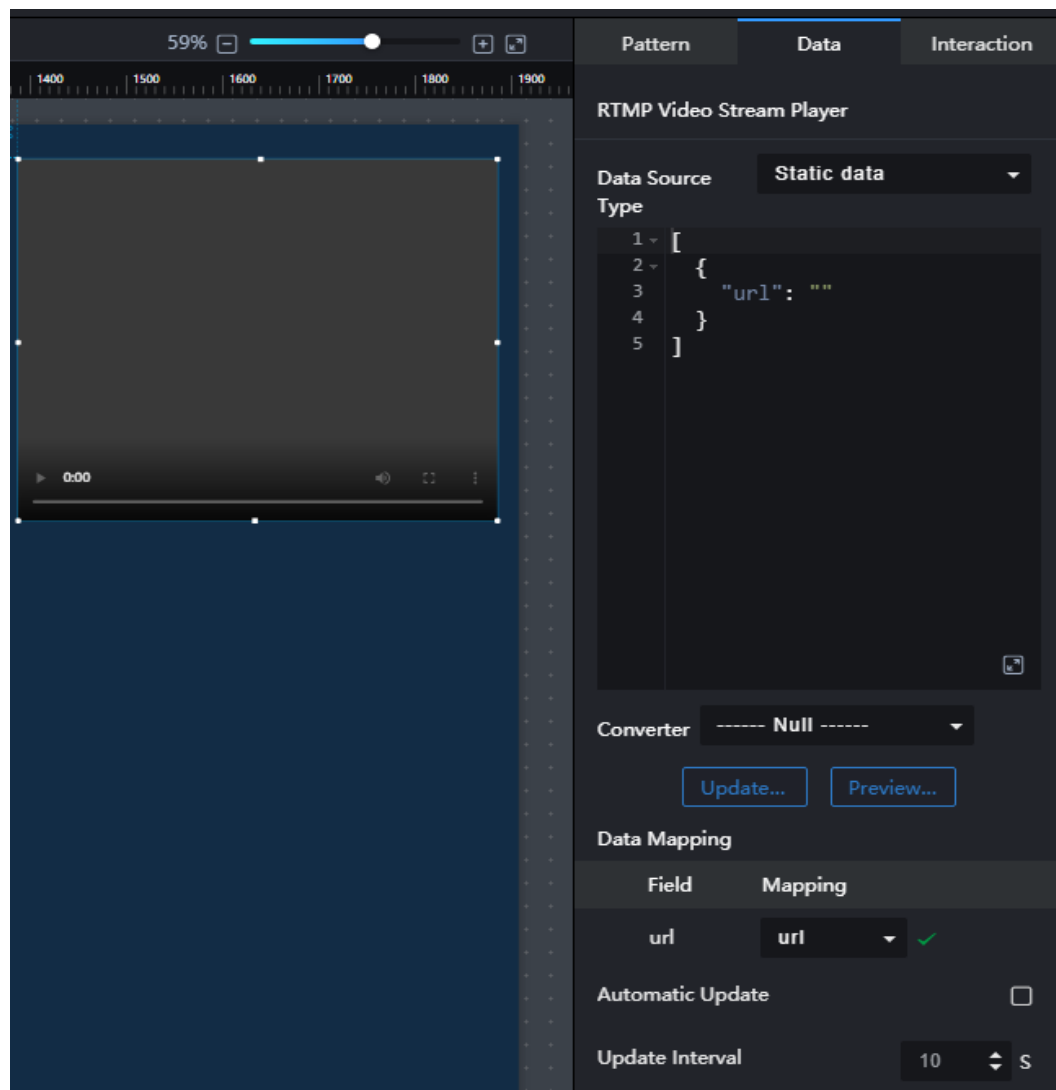 59%
Pattern Data Interaction
1400 1500 1600 1700 1800 1900
RTMP Video Stream Player
Data Source Type
Static data
1 [
2 {
3 "url": ""
4 }
5 ]
0:00
Converter ------ Null ------
Update... Preview...
Data Mapping
Field Mapping
url url
Automatic Update
Update Interval 10 S